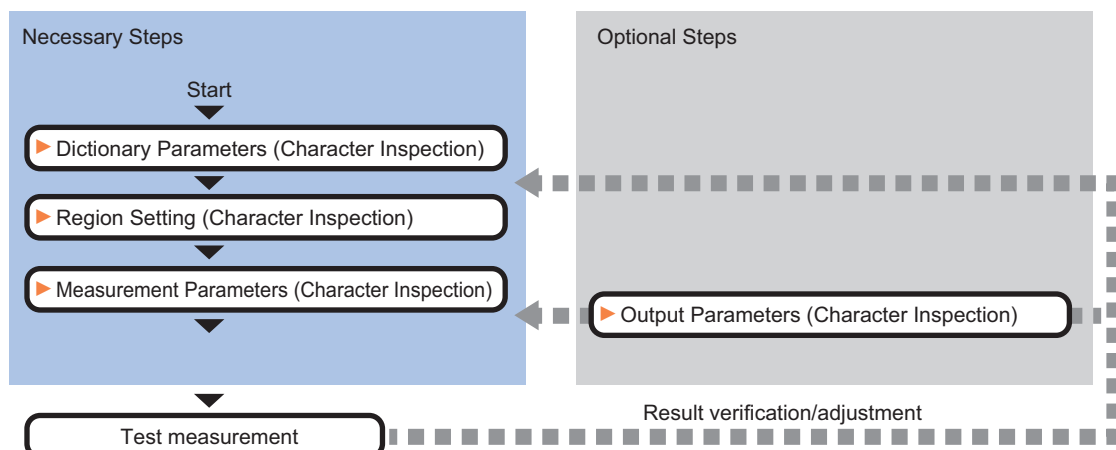 Necessary Steps
Optional Steps
Start
Dictionary Parameters (Character Inspection)
Region Setting (Character Inspection)
Measurement Parameters (Character Inspection)
Output Parameters (Character Inspection)
Result verification/adjustment
Test measurement